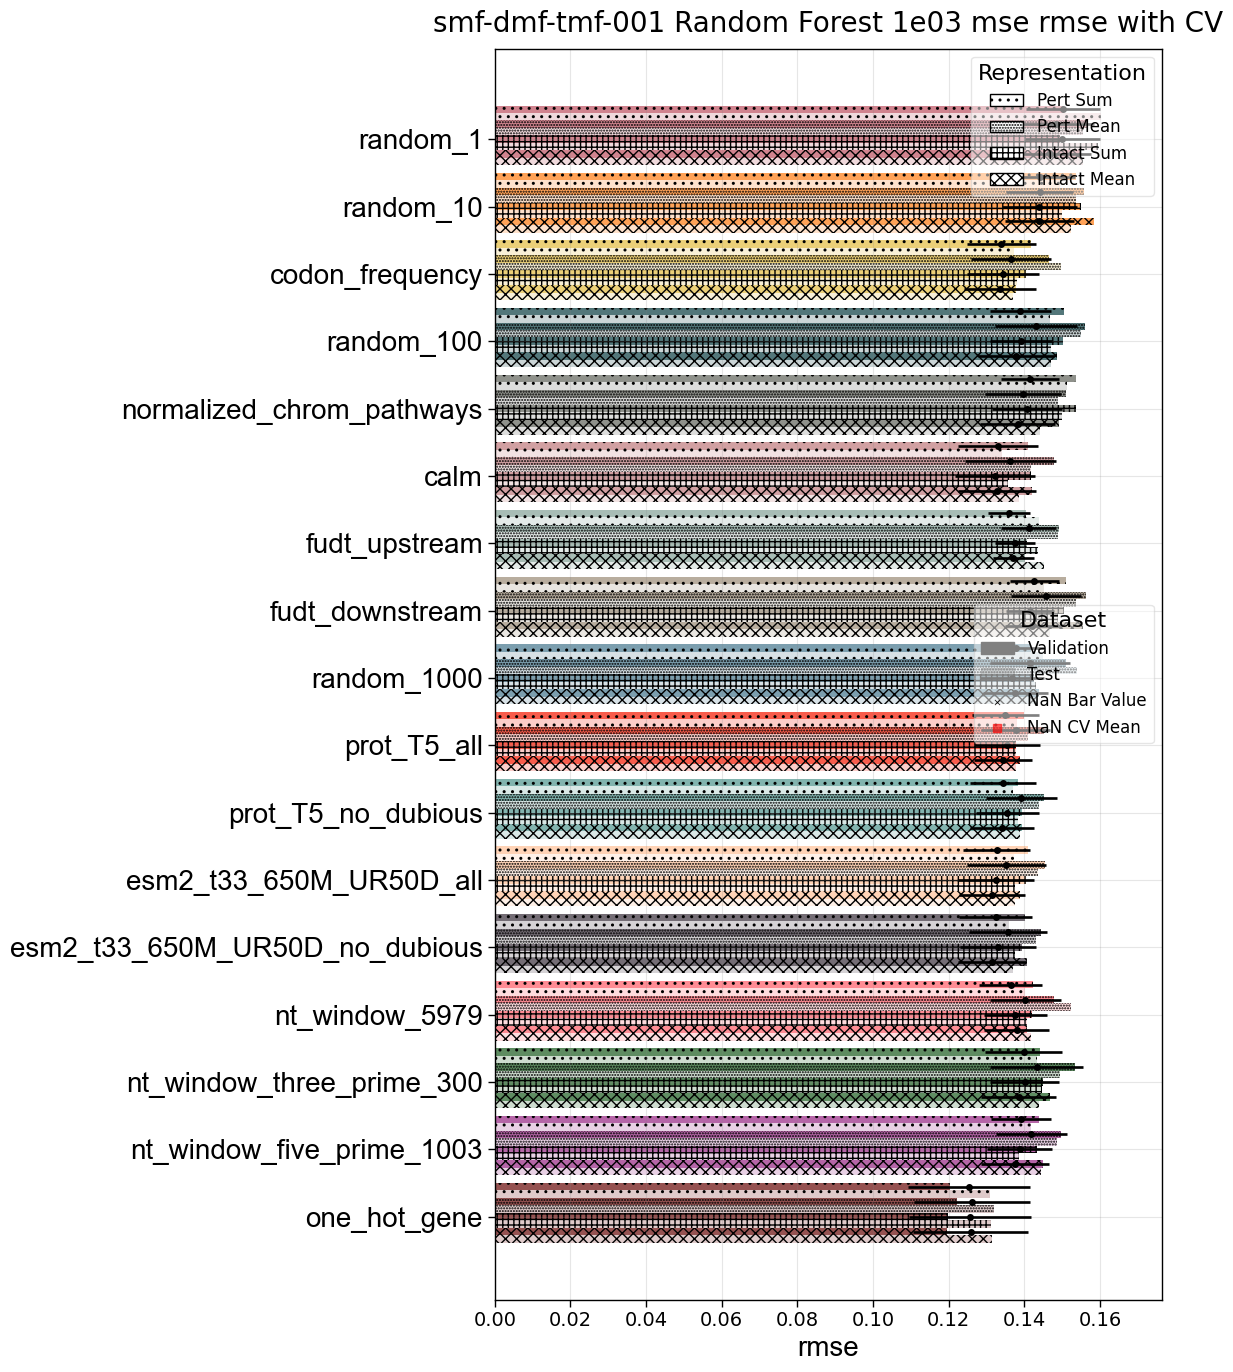 smf-dmf-tmf-001 Random Forest 1e03 mse rmse with CV
Representation
Pert Sum
Pert Mean
Intact Sum
Intact Mean
random_1
random_10
codon_frequency
random_100
normalized_chrom_pathways
calm
fudt_upstream
fudt_downstream
Dataset
Validation
Test
NaN Bar Value
NaN CV Mean
random_1000
prot_T5_all
prot_T5_no_dubious
esm2_t33_650M_UR50D_all
esm2_t33_650M_UR50D_no_dubious
nt_window_5979
nt_window_three_prime_300
nt_window_five_prime_1003
one_hot_gene
0.00 0.02 0.04 0.06 0.08 0.10 0.12 0.14 0.16
rmse